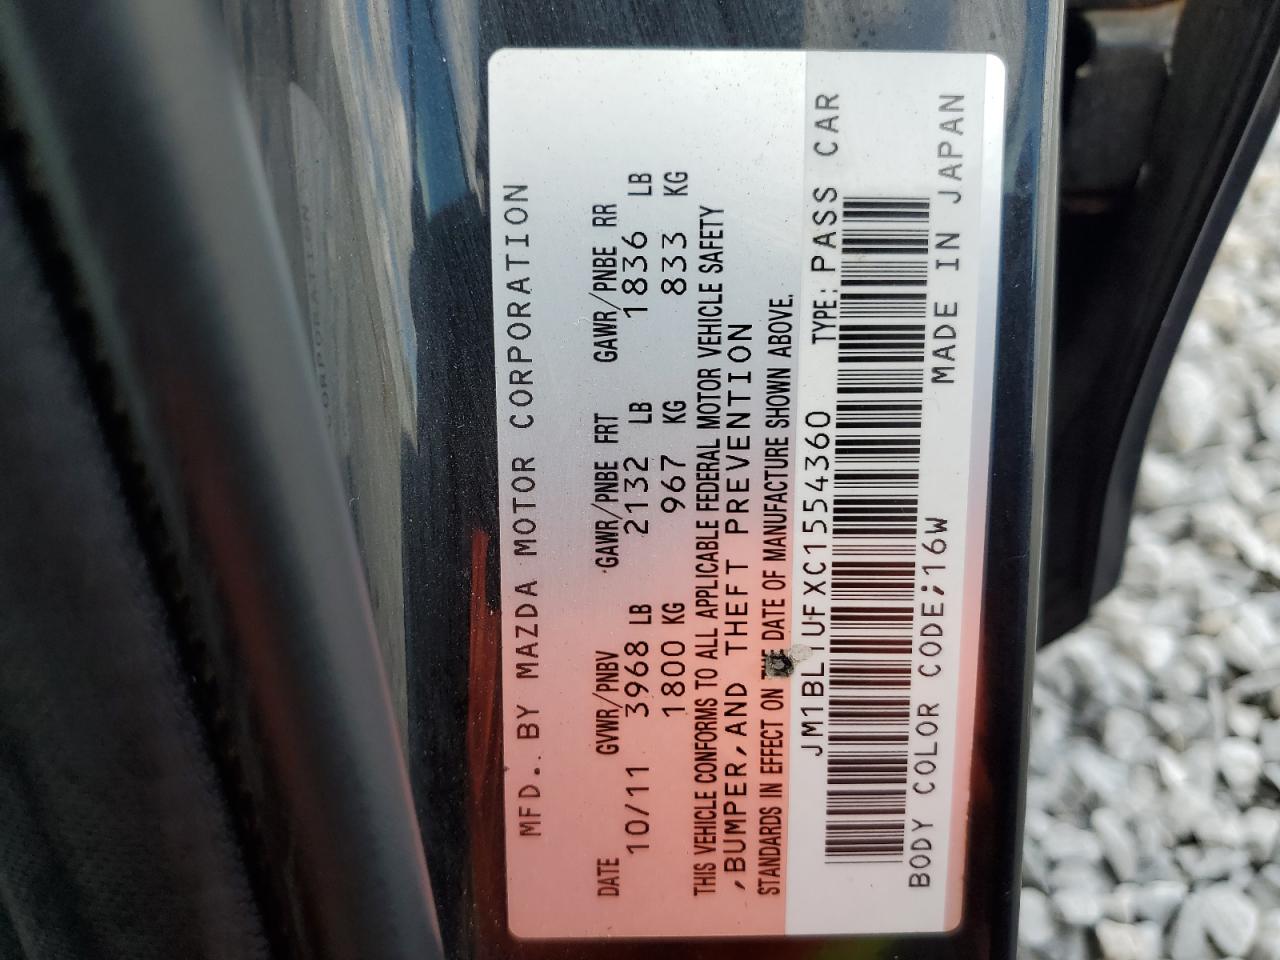 MFD. BY MAZDA MOTOR CORPORATION
DATE GVWR/PNBV GAWR/PNBE FRT GAWR/PNBE RR
10/11 3968 LB 2132 LB 1836 LB
1800 KG 967 KG 833 KG
THIS VEHICLE CONFORMS TO ALL APPLICABLE FEDERAL MOTOR VEHICLE SAFETY
,BUMPER,AND THEFT PREVENTION
STANDARDS IN EFFECT ON THE DATE OF MANUFACTURE SHOWN ABOVE.
JM1BL1UFXC1554360 TYPE: PASS CAR
BODY COLOR CODE;16W MADE IN JAPAN